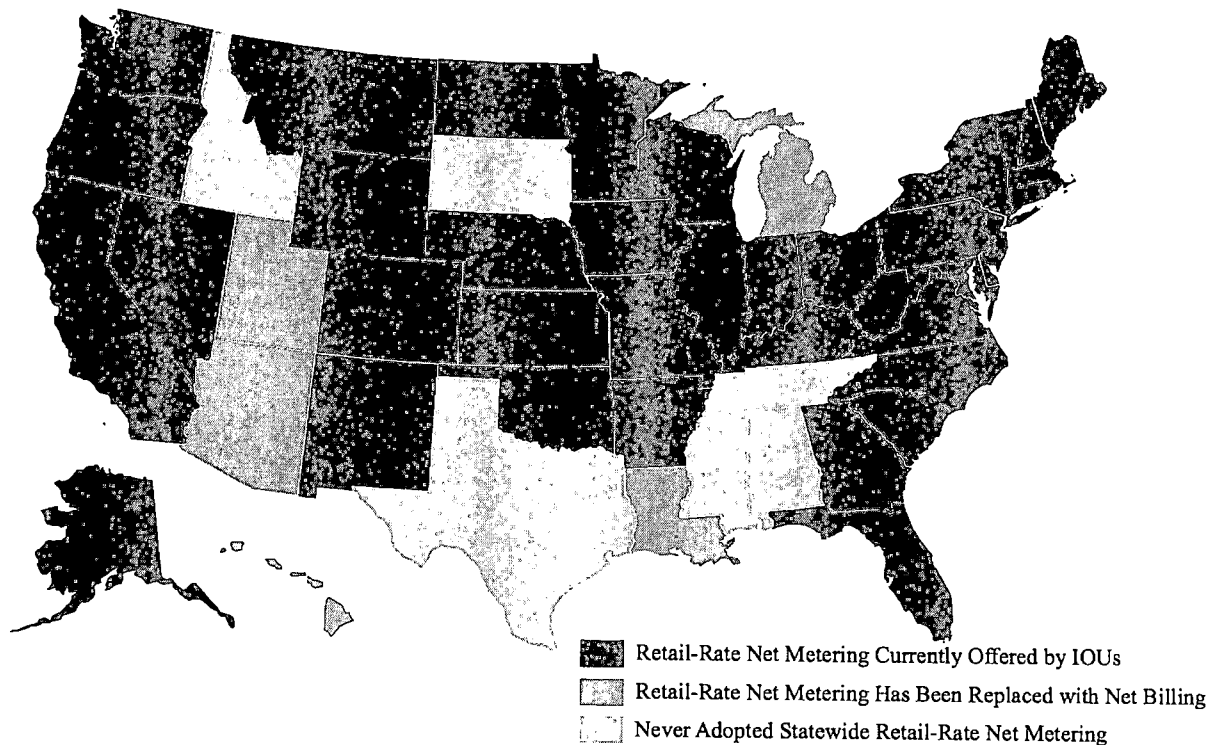 Retail-Rate Net Metering Currently Offered by IOUs
Retail-Rate Net Metering Has Been Replaced with Net Billing
Never Adopted Statewide Retail-Rate Net Metering